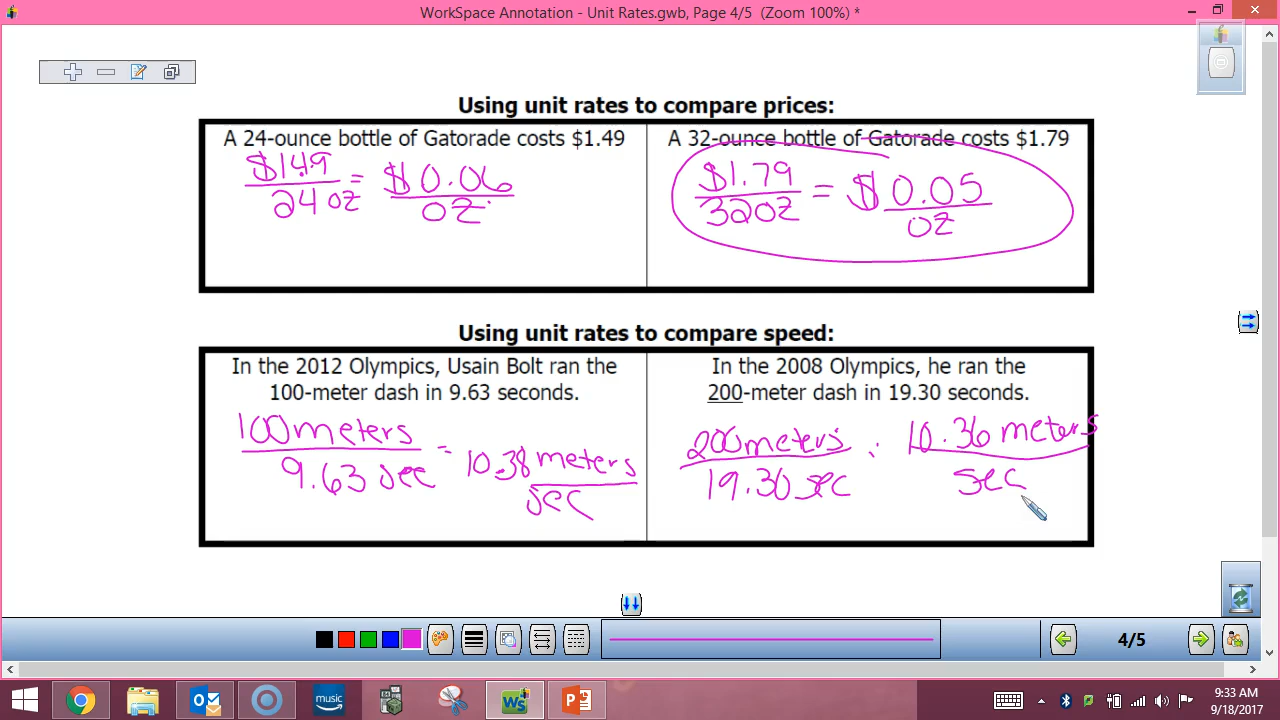 WorkSpace Annotation - Unit Rates.gwb, Page 4/5 (Zoom 100%) *
Using unit rates to compare prices:
A 24-ounce bottle of Gatorade costs $1.49
$1.49
24 oz
=
$0.06
oz
A 32-ounce bottle of Gatorade costs $1.79
$1.79
32oz
=
$0.05
oz
Using unit rates to compare speed:
In the 2012 Olympics, Usain Bolt ran the
100-meter dash in 9.63 seconds.
100 meters
9.63 sec
=
10.38 meters
sec
In the 2008 Olympics, he ran the
200-meter dash in 19.30 seconds.
200 meters
19.30 sec
:
10.36 meters
sec
4/5
music
WS
9:33 AM
9/18/2017